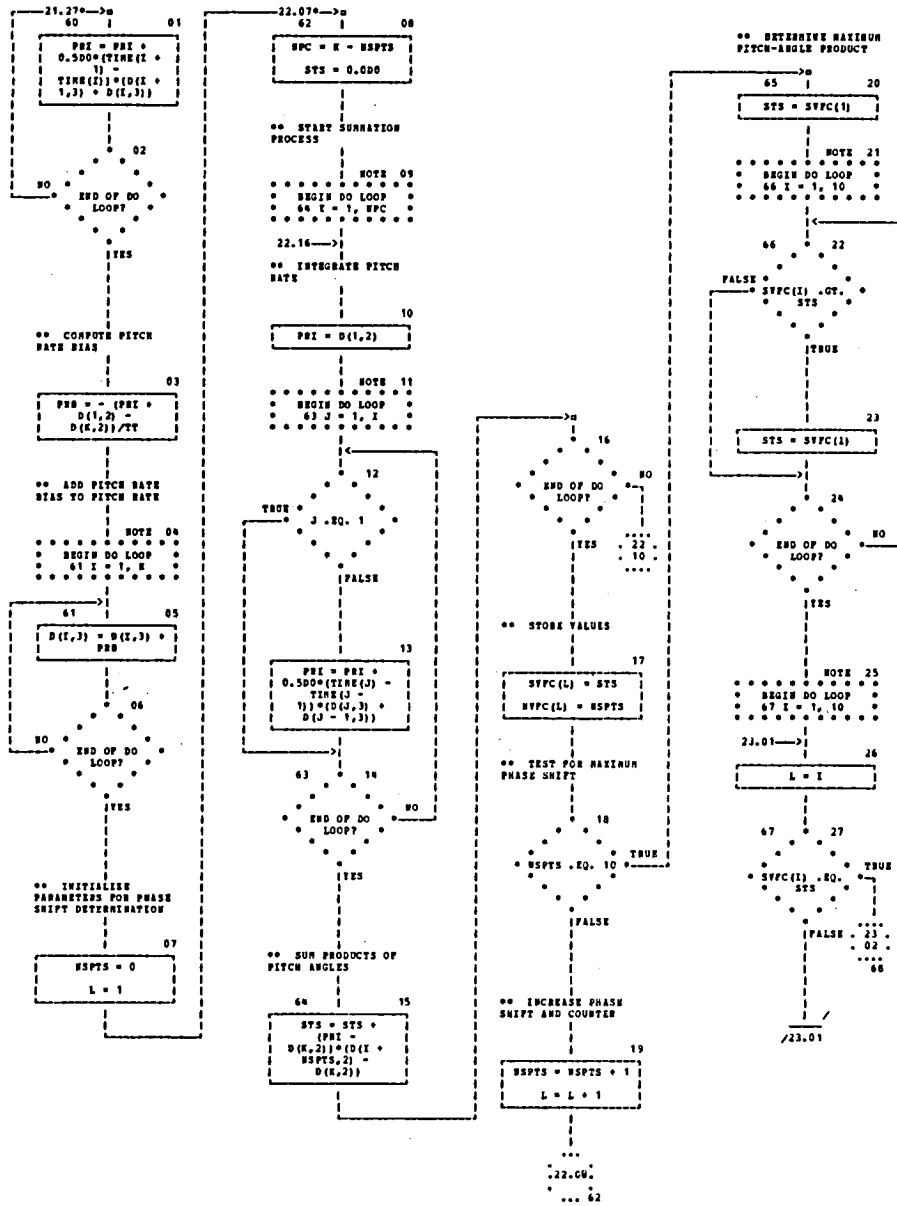 21.27*
60 01
PHI = PHI +
0.5D0*(TIME(I +
1) -
TIME(I))*(D(I +
1,3) + D(I,3))
02
NO
END OF DO
LOOP?
YES
** COMPUTE PITCH
RATE BIAS
03
PRB = - (PHI +
D(1,2) -
D(K,2))/TT
** ADD PITCH RATE
BIAS TO PITCH RATE
NOTE 04
BEGIN DO LOOP
61 I = 1, K
61 05
D(I,3) = D(I,3) +
PRB
06
NO
END OF DO
LOOP?
YES
** INITIALIZE
PARAMETERS FOR PHASE
SHIFT DETERMINATION
07
NSPTS = 0
L = 1
22.07*
62 08
NPC = K - NSPTS
STS = 0.0D0
** START SUMMATION
PROCESS
NOTE 09
BEGIN DO LOOP
64 I = 1, NPC
22.16
** INTEGRATE PITCH
RATE
10
PHI = D(1,2)
NOTE 11
BEGIN DO LOOP
63 J = 1, I
12
TRUE
J .EQ. 1
FALSE
13
PHI = PHI +
0.5D0*(TIME(J) -
TIME(J -
1))*(D(J,3) +
D(J - 1,3))
63 14
END OF DO
LOOP?
NO
YES
** SUM PRODUCTS OF
PITCH ANGLES
64 15
STS = STS +
(PHI -
D(K,2))*(D(I +
NSPTS,2) -
D(K,2))
16
END OF DO
LOOP?
NO
22
10
YES
** STORE VALUES
17
SVFC(L) = STS
NVFC(L) = NSPTS
** TEST FOR MAXIMUM
PHASE SHIFT
18
NSPTS .EQ. 10
TRUE
FALSE
** INCREASE PHASE
SHIFT AND COUNTER
19
NSPTS = NSPTS + 1
L = L + 1
22.08.
62
** DETERMINE MAXIMUM
PITCH-ANGLE PRODUCT
65 20
STS = SVFC(1)
NOTE 21
BEGIN DO LOOP
66 I = 1, 10
66 22
FALSE
SVFC(I) .GT.
STS
TRUE
23
STS = SVFC(I)
24
END OF DO
LOOP?
NO
YES
NOTE 25
BEGIN DO LOOP
67 I = 1, 10
23.01
26
L = I
67 27
SVFC(I) .EQ.
STS
TRUE
FALSE
23
02
68
/23.01